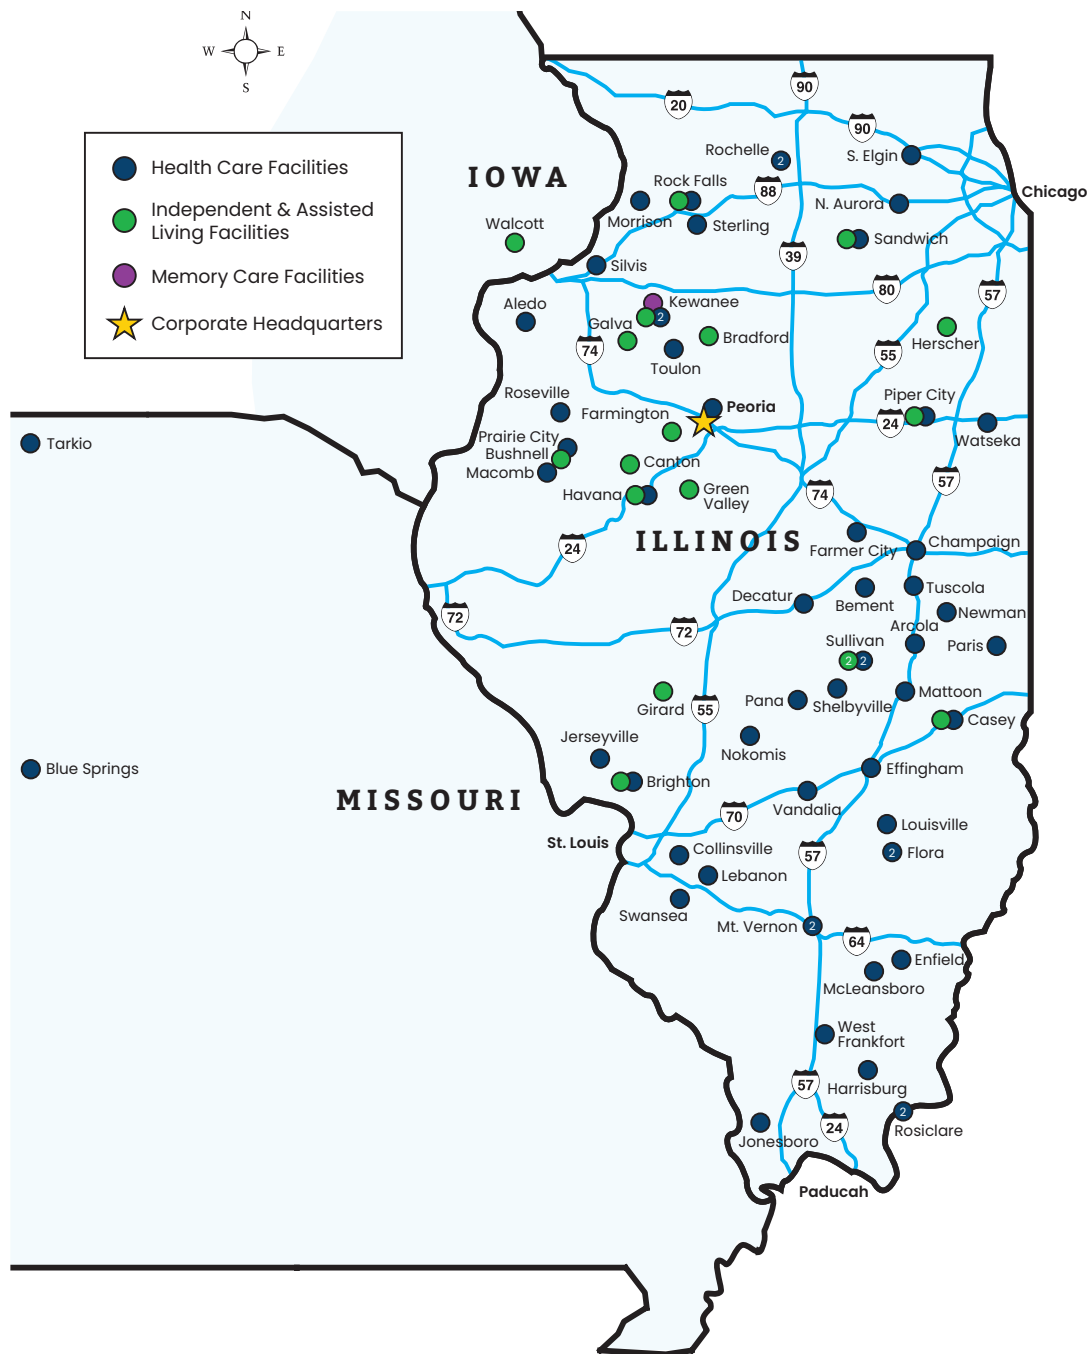 N
W
E
S
Health Care Facilities
Independent & Assisted
Living Facilities
Memory Care Facilities
Corporate Headquarters
IOWA
ILLINOIS
MISSOURI
20
90
90
Rochelle
2
S. Elgin
Rock Falls
88
Chicago
Morrison
N. Aurora
Walcott
Sterling
Sandwich
39
Silvis
80
57
Aledo
Kewanee
2
Galva
Bradford
Herscher
74
Toulon
55
Roseville
Piper City
Farmington
Peoria
24
Watseka
Tarkio
Prairie City
Bushnell
Macomb
Canton
57
Havana
Green
Valley
74
24
Farmer City
Champaign
Decatur
Bement
Tuscola
72
72
Newman
Arcola
Sullivan
2
2
Paris
Girard
55
Pana
Shelbyville
Mattoon
Casey
Jerseyville
Nokomis
Blue Springs
Brighton
Effingham
Vandalia
70
Louisville
St. Louis
Collinsville
57
2
Flora
Lebanon
Swansea
Mt. Vernon
2
64
Enfield
McLeansboro
West
Frankfort
57
Harrisburg
2
Rosiclare
24
Jonesboro
Paducah